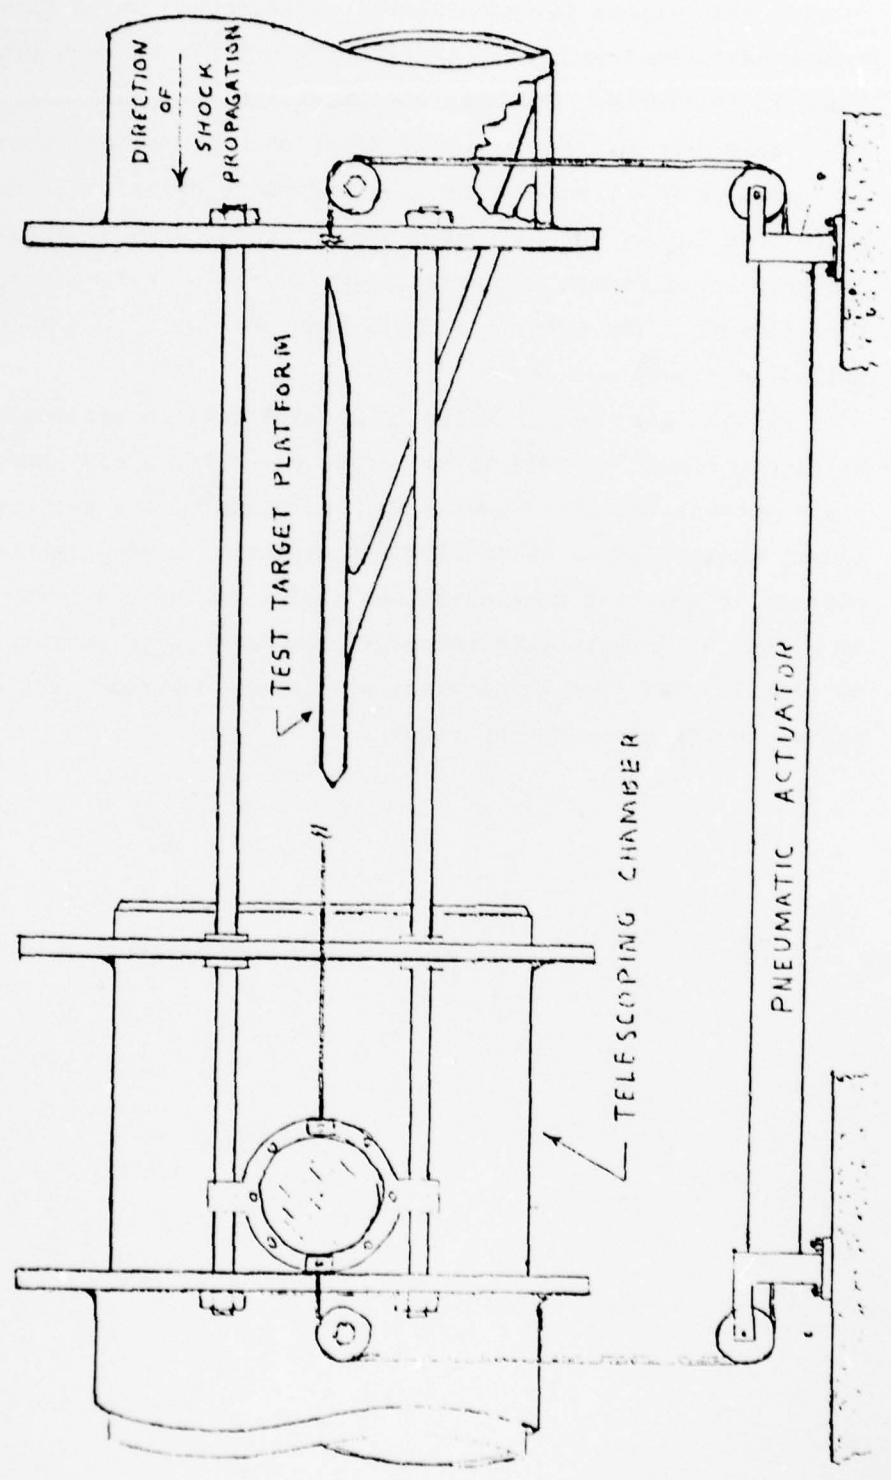 DIRECTION
OF
SHOCK
PROPAGATION
TEST TARGET PLATFORM
TELESCOPING CHAMBER
PNEUMATIC ACTUATOR